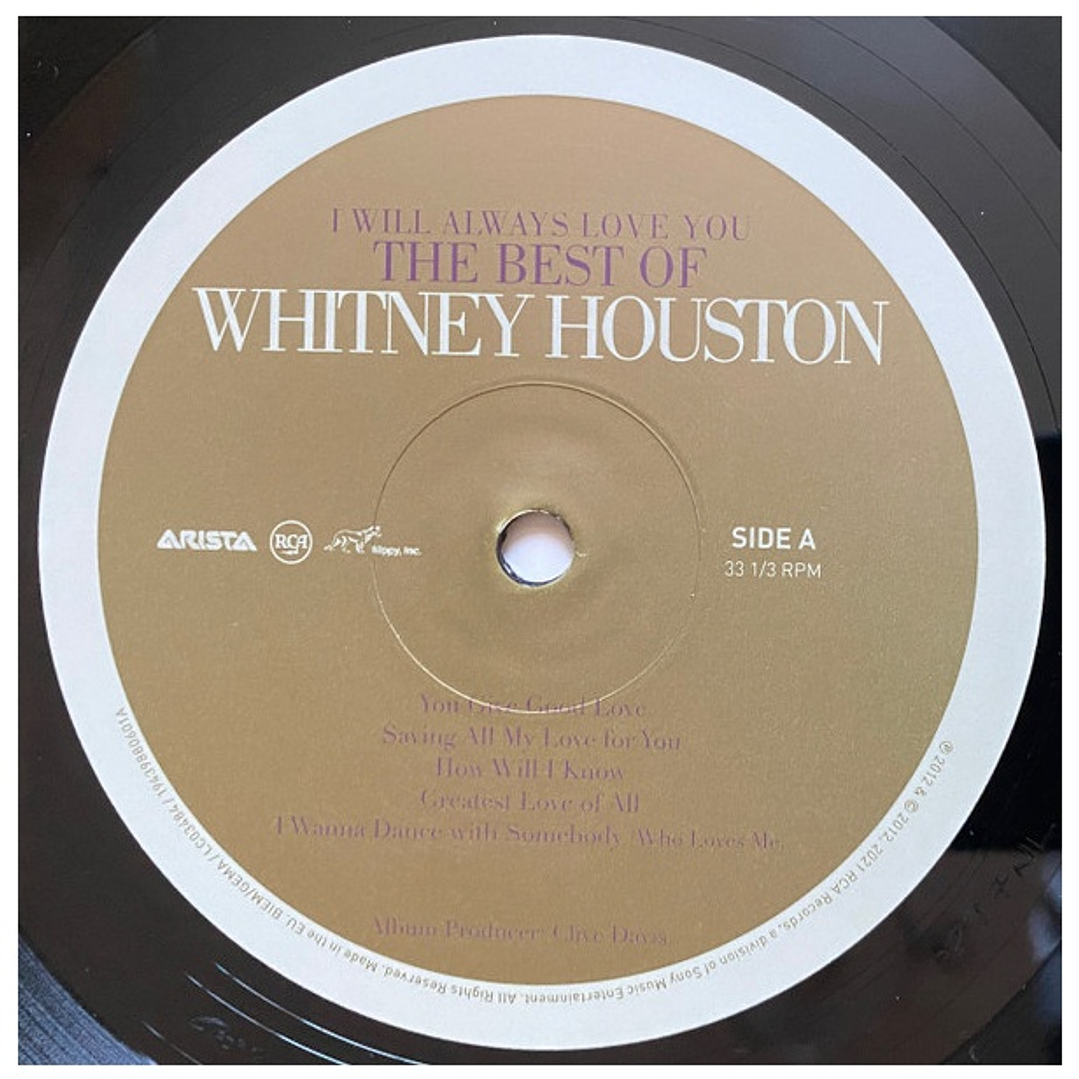 I WILL ALWAYS LOVE YOU
THE BEST OF
WHITNEY HOUSTON
ARISTA
RCA
nippy, inc.
SIDE A
33 1/3 RPM
You Give Good Love
Saving All My Love for You
How Will I Know
Greatest Love of All
I Wanna Dance with Somebody (Who Loves Me)
Album Producer: Clive Davis
℗ 2012 & © 2012, 2021 RCA Records, a division of Sony Music Entertainment. All Rights Reserved. Made in the EU. BIEM/GEMA / LC03484 / 19439880601A